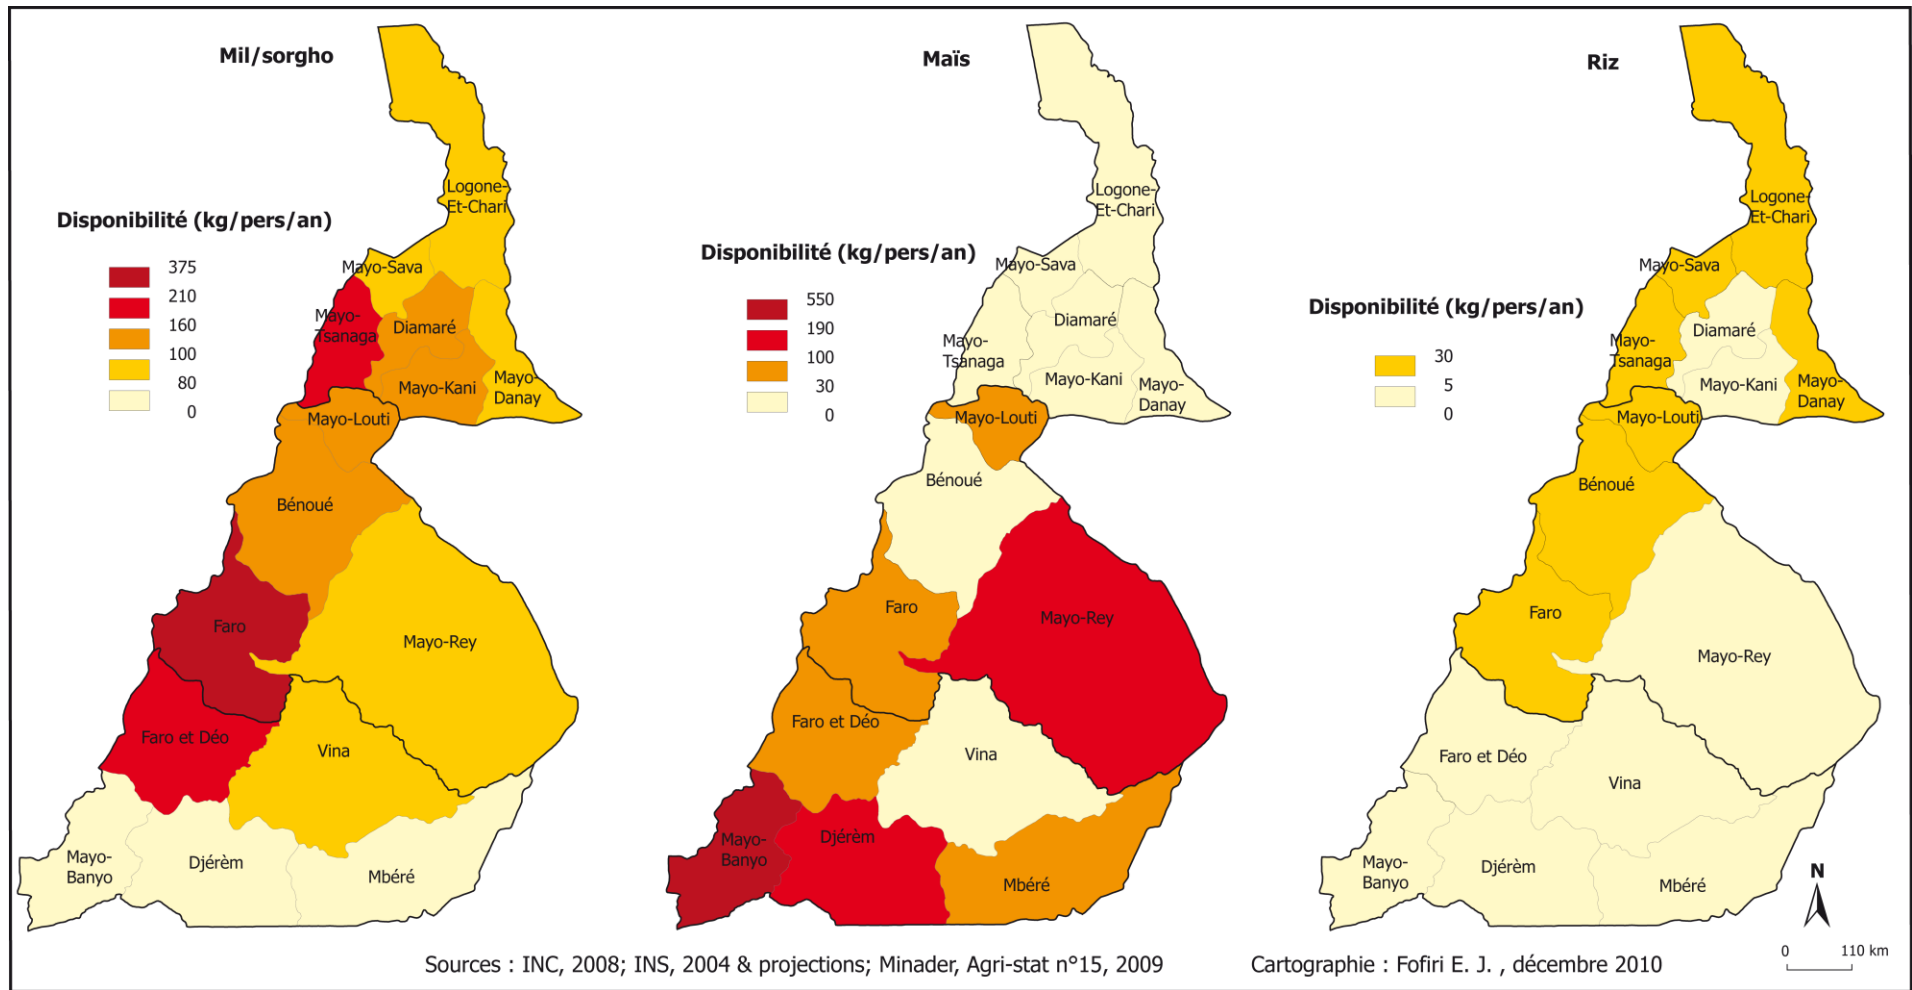 Mil/sorgho
Disponibilité (kg/pers/an)
375
210
160
100
80
0
Logone-
Et-Chari
Mayo-Sava
Mayo-
Tsanaga
Diamaré
Mayo-Kani
Mayo-
Danay
Mayo-Louti
Bénoué
Faro
Mayo-Rey
Faro et Déo
Vina
Mayo-
Banyo
Djérèm
Mbéré
Maïs
Disponibilité (kg/pers/an)
550
190
100
30
0
Logone-
Et-Chari
Mayo-Sava
Mayo-
Tsanaga
Diamaré
Mayo-Kani
Mayo-
Danay
Mayo-Louti
Bénoué
Faro
Mayo-Rey
Faro et Déo
Vina
Mayo-
Banyo
Djérèm
Mbéré
Riz
Disponibilité (kg/pers/an)
30
5
0
Logone-
Et-Chari
Mayo-Sava
Mayo-
Tsanaga
Diamaré
Mayo-Kani
Mayo-
Danay
Mayo-Louti
Bénoué
Faro
Mayo-Rey
Faro et Déo
Vina
Mayo-
Banyo
Djérèm
Mbéré
N
0 110 km
Sources : INC, 2008; INS, 2004 & projections; Minader, Agri-stat n°15, 2009
Cartographie : Fofiri E. J. , décembre 2010